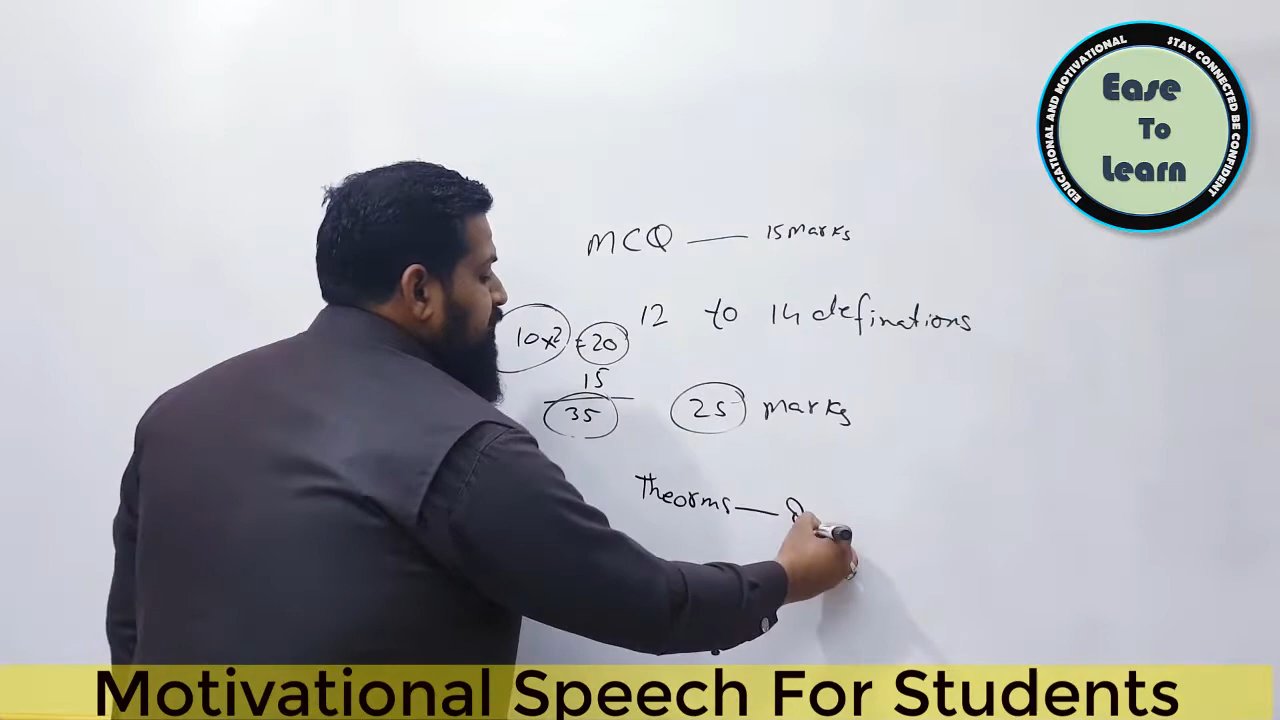 EDUCATIONAL AND MOTIVATIONAL
STAY CONNECTED BE CONFIDENT
Ease
To
Learn
MCQ — 15 Marks
12 to 14 definations
10x2 = 20
15
35
25 marks
Theorms — 8
Motivational Speech For Students